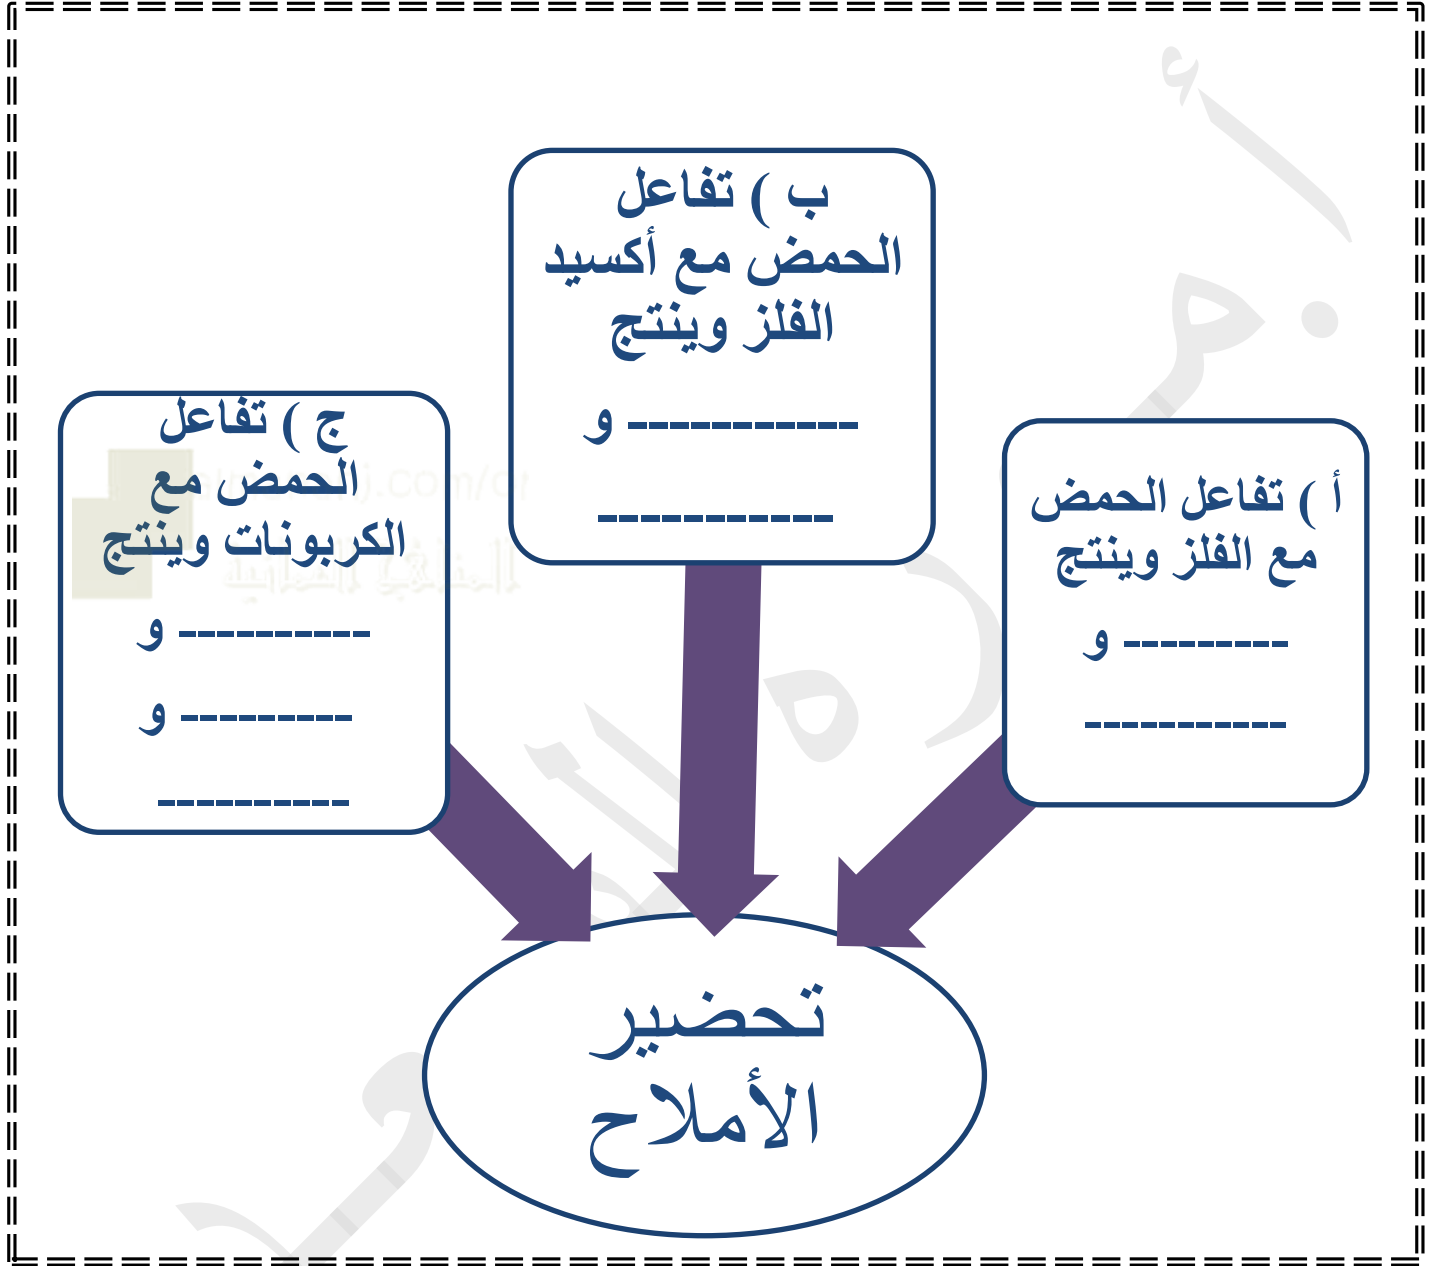 أ ) تفاعل الحمض
مع الفلز وينتج
--------- و
-----------
ب ) تفاعل
الحمض مع أكسيد
الفلز وينتج
----------- و
-----------
ج ) تفاعل
الحمض مع
الكربونات وينتج
---------- و
--------- و
----------
تحضير
الأملاح